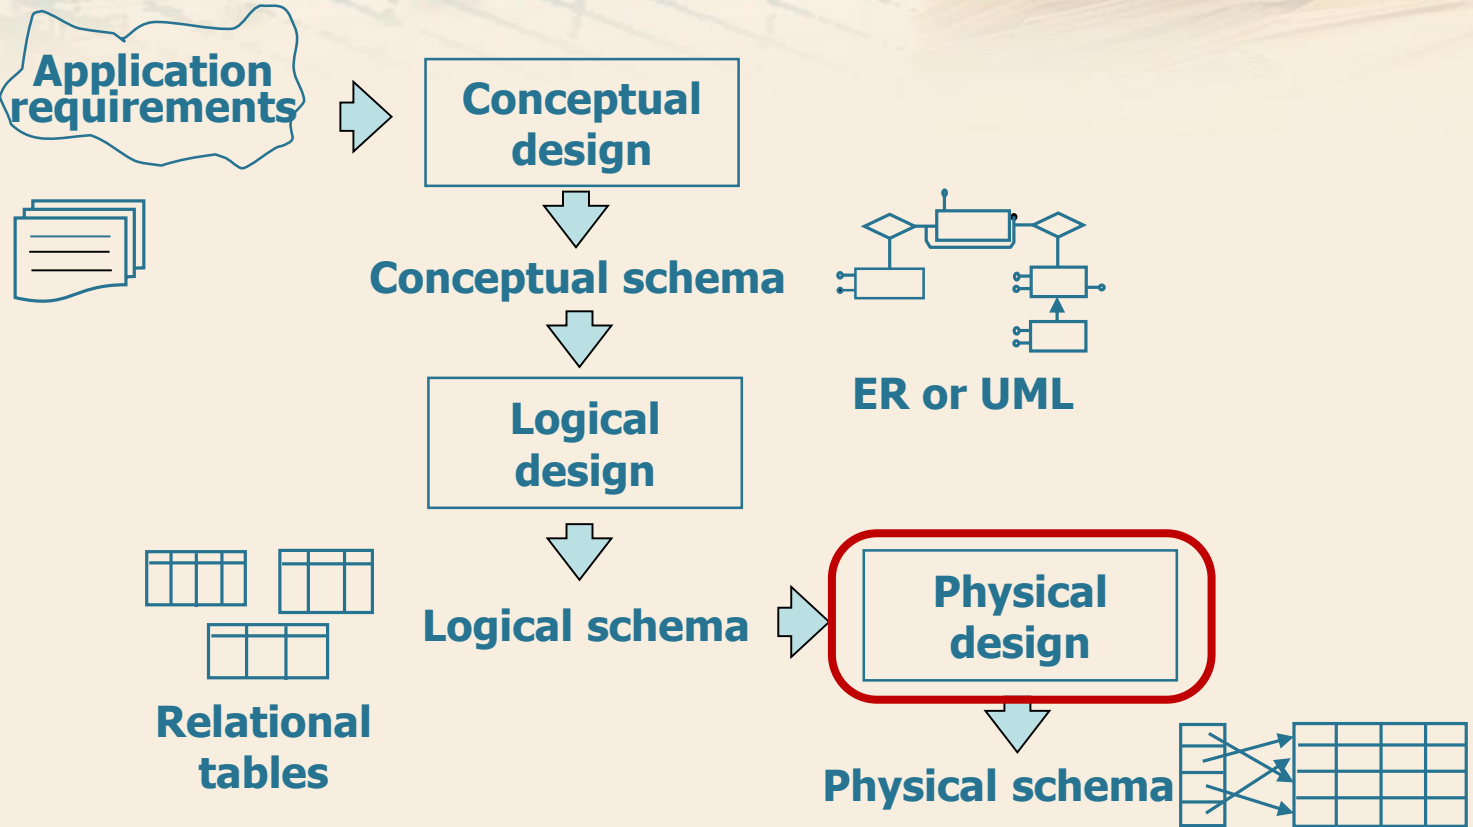 Application
requirements
Conceptual
design
Conceptual schema
ER or UML
Logical
design
Logical schema
Physical
design
Relational
tables
Physical schema